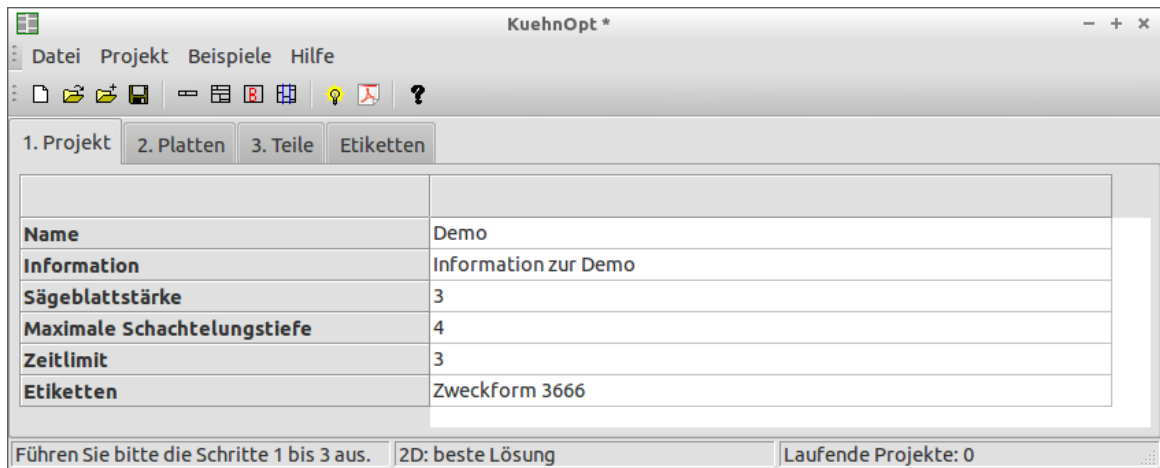 KuehnOpt *
Datei Projekt Beispiele Hilfe
B ?
1. Projekt 2. Platten 3. Teile Etiketten
Name Demo
Information Information zur Demo
Sägeblattstärke 3
Maximale Schachtelungstiefe 4
Zeitlimit 3
Etiketten Zweckform 3666
Führen Sie bitte die Schritte 1 bis 3 aus. 2D: beste Lösung Laufende Projekte: 0